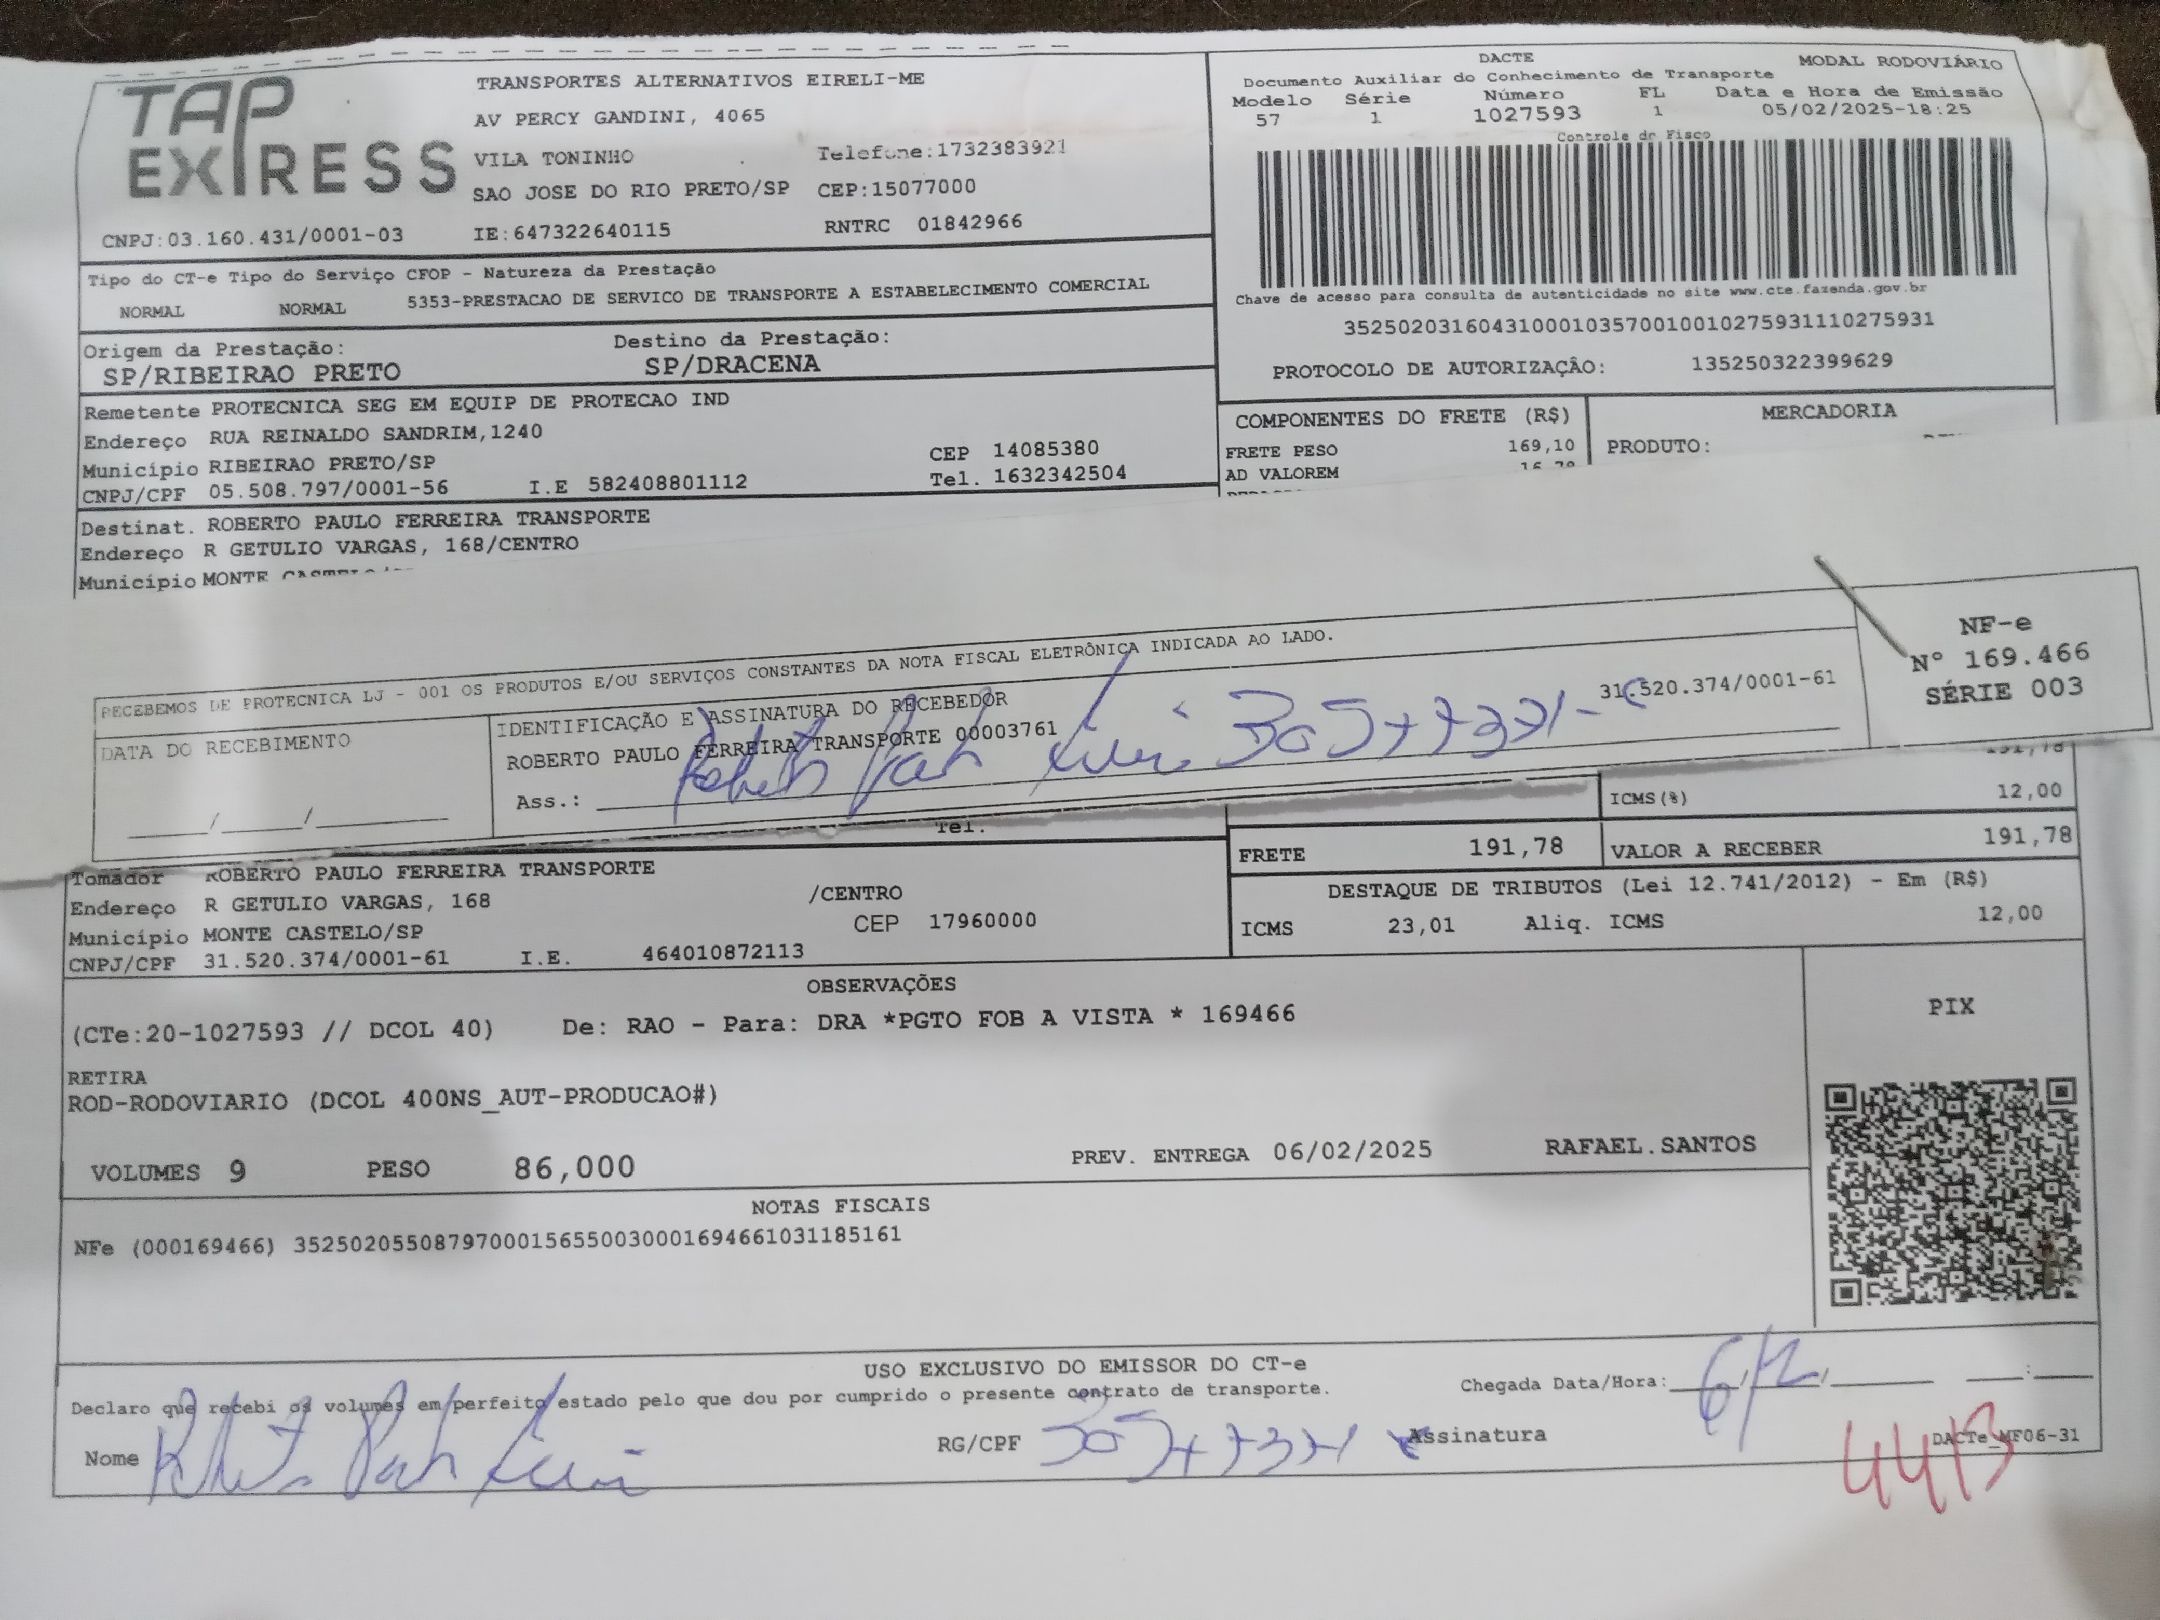 TAP EXPRESS
TRANSPORTES ALTERNATIVOS EIRELI-ME
AV PERCY GANDINI, 4065
VILA TONINHO Telefone:1732383921
SAO JOSE DO RIO PRETO/SP CEP:15077000
CNPJ:03.160.431/0001-03 IE:647322640115 RNTRC 01842966
DACTE MODAL RODOVIÁRIO
Documento Auxiliar do Conhecimento de Transporte
Modelo Série Número FL Data e Hora de Emissão
57 1 1027593 1 05/02/2025-18:25
Controle do Fisco
Chave de acesso para consulta de autenticidade no site www.cte.fazenda.gov.br
35250203160431000103570010010275931110275931
PROTOCOLO DE AUTORIZAÇÃO: 135250322399629
Tipo do CT-e Tipo do Serviço CFOP - Natureza da Prestação
NORMAL NORMAL 5353-PRESTACAO DE SERVICO DE TRANSPORTE A ESTABELECIMENTO COMERCIAL
Origem da Prestação: Destino da Prestação:
SP/RIBEIRAO PRETO SP/DRACENA
Remetente PROTECNICA SEG EM EQUIP DE PROTECAO IND
Endereço RUA REINALDO SANDRIM,1240
Município RIBEIRAO PRETO/SP CEP 14085380
CNPJ/CPF 05.508.797/0001-56 I.E 582408801112 Tel. 1632342504
COMPONENTES DO FRETE (R$) MERCADORIA
FRETE PESO 169,10 PRODUTO:
AD VALOREM
Destinat. ROBERTO PAULO FERREIRA TRANSPORTE
Endereço R GETULIO VARGAS, 168/CENTRO
Município MONTE
RECEBEMOS DE PROTECNICA LJ - 001 OS PRODUTOS E/OU SERVIÇOS CONSTANTES DA NOTA FISCAL ELETRÔNICA INDICADA AO LADO.
DATA DO RECEBIMENTO
IDENTIFICAÇÃO E ASSINATURA DO RECEBEDOR
ROBERTO PAULO FERREIRA TRANSPORTE 00003761 31.520.374/0001-61
Ass.:
NF-e
N° 169.466
SÉRIE 003
191,78
ICMS(%) 12,00
Tel.
FRETE 191,78 VALOR A RECEBER 191,78
Tomador ROBERTO PAULO FERREIRA TRANSPORTE
Endereço R GETULIO VARGAS, 168 /CENTRO
Município MONTE CASTELO/SP CEP 17960000
CNPJ/CPF 31.520.374/0001-61 I.E. 464010872113
DESTAQUE DE TRIBUTOS (Lei 12.741/2012) - Em (R$)
ICMS 23,01 Aliq. ICMS 12,00
OBSERVAÇÕES
(CTe:20-1027593 // DCOL 40) De: RAO - Para: DRA *PGTO FOB A VISTA * 169466
RETIRA
ROD-RODOVIARIO (DCOL 400NS_AUT-PRODUCAO#)
VOLUMES 9 PESO 86,000 PREV. ENTREGA 06/02/2025 RAFAEL.SANTOS
PIX
NOTAS FISCAIS
NFe (000169466) 35250205508797000156550030001694661031185161
USO EXCLUSIVO DO EMISSOR DO CT-e
Declaro que recebi os volumes em perfeito estado pelo que dou por cumprido o presente contrato de transporte.
Chegada Data/Hora: 6/2
Nome RG/CPF Assinatura
DACTe_MF06-31
4413